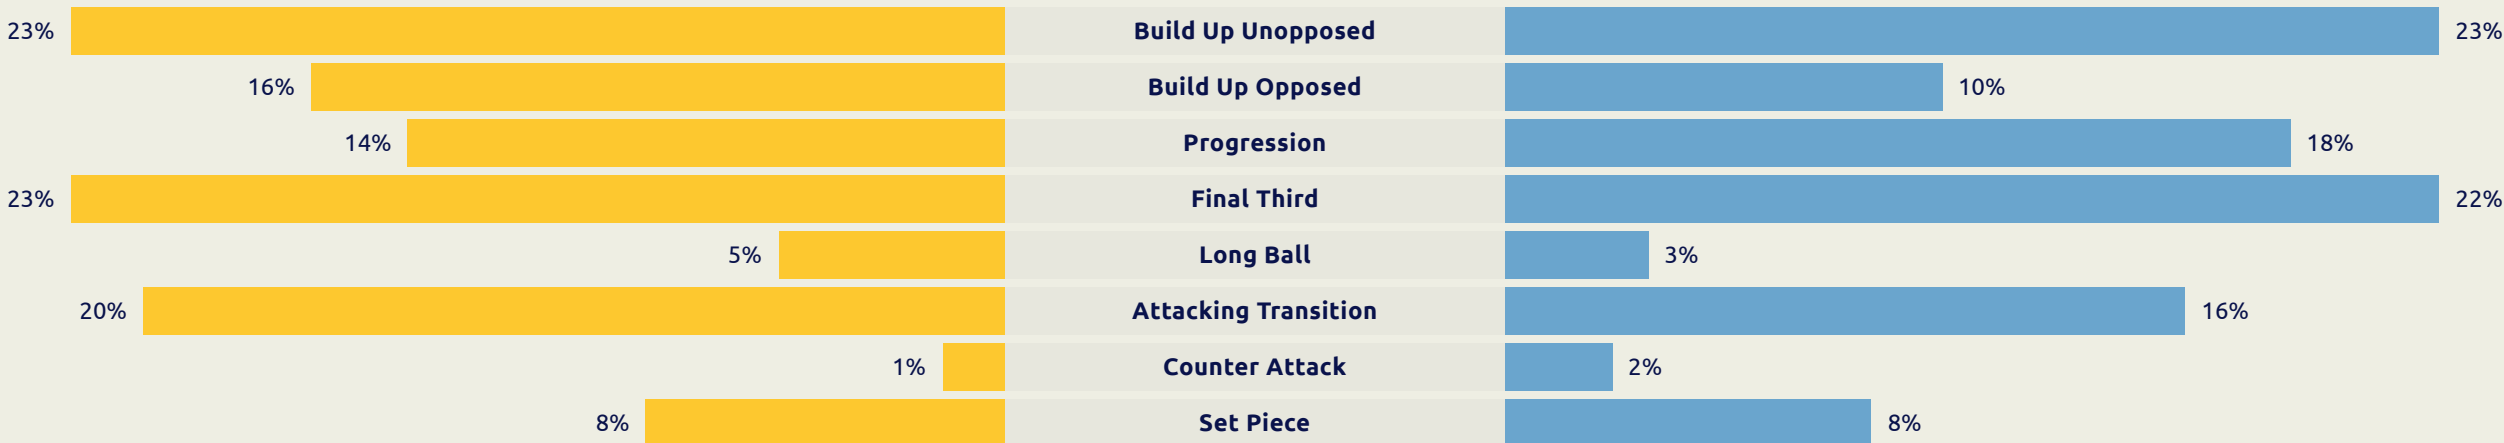 23% Build Up Unopposed 23%
16% Build Up Opposed 10%
14% Progression 18%
23% Final Third 22%
5% Long Ball 3%
20% Attacking Transition 16%
1% Counter Attack 2%
8% Set Piece 8%